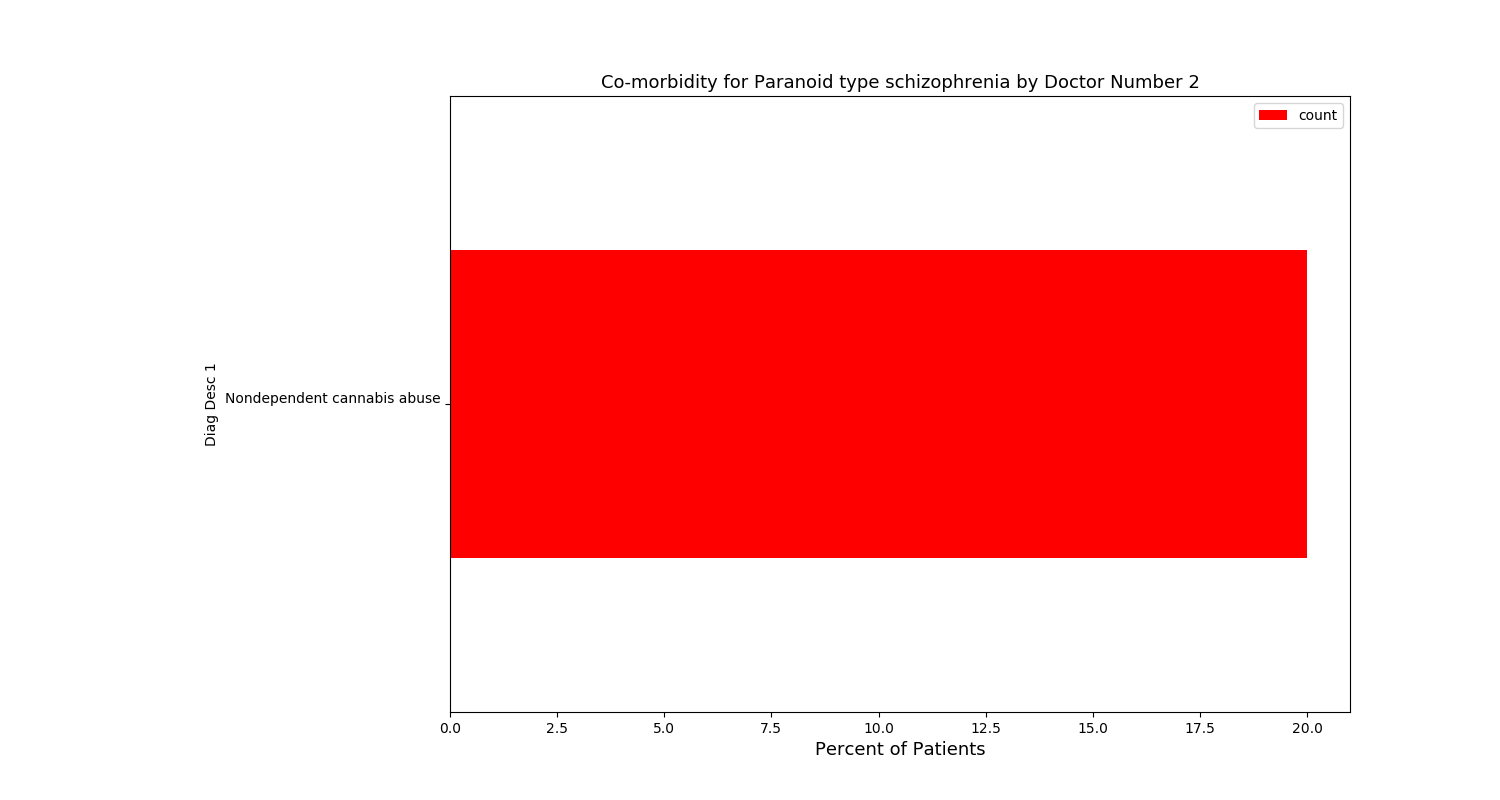 Co-morbidity for Paranoid type schizophrenia by Doctor Number 2
count
Diag Desc 1
Nondependent cannabis abuse
0.0 2.5 5.0 7.5 10.0 12.5 15.0 17.5 20.0
Percent of Patients